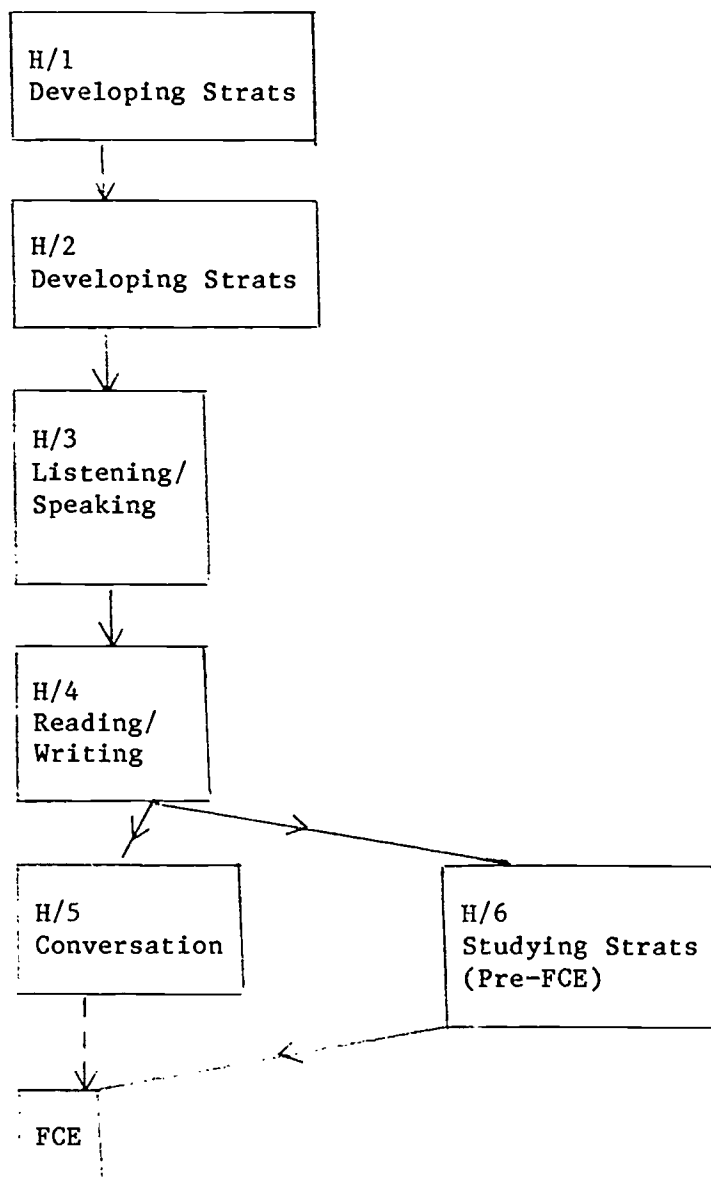 H/1
Developing Strats
H/2
Developing Strats
H/3
Listening/
Speaking
H/4
Reading/
Writing
H/5
Conversation
H/6
Studying Strats
(Pre-FCE)
FCE